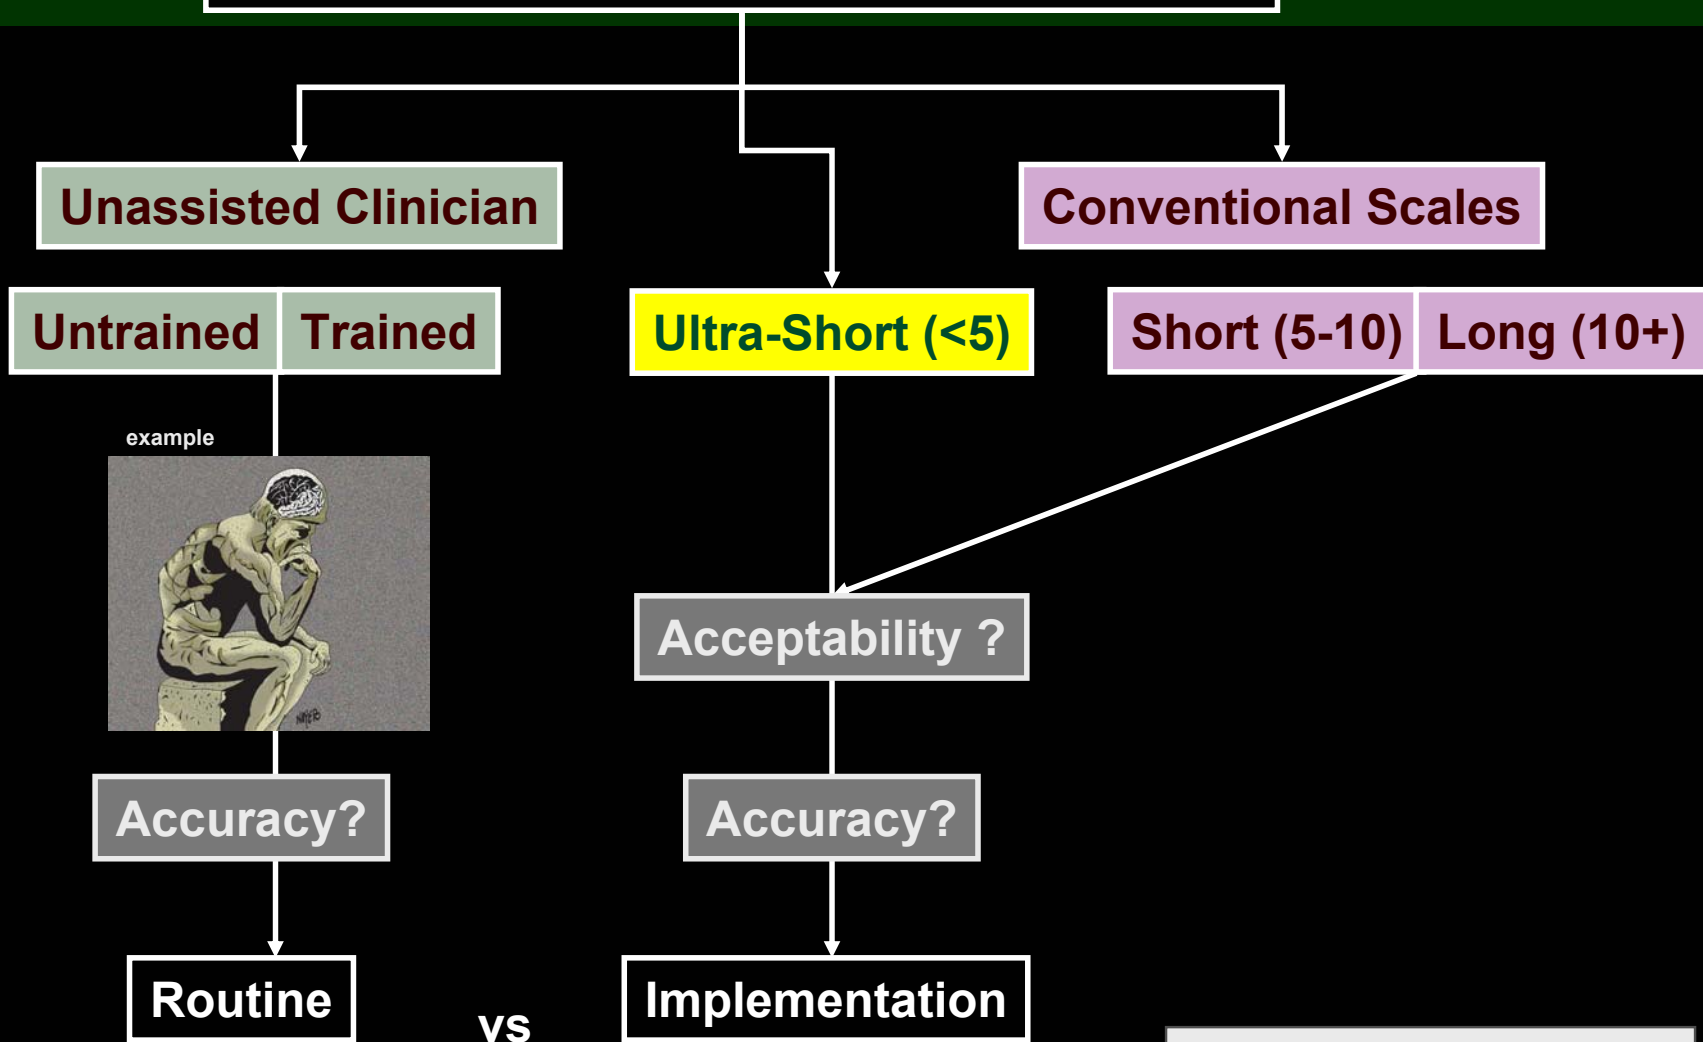 Unassisted Clinician
Conventional Scales
Untrained Trained
Ultra-Short (<5)
Short (5-10) Long (10+)
example
Acceptability ?
Accuracy?
Accuracy?
Routine
vs
Implementation